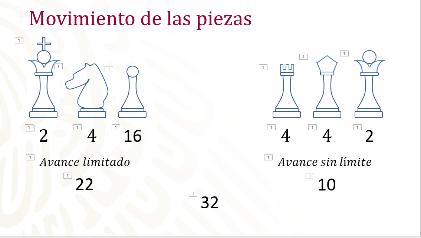 Movimiento de las piezas
2 4 16 4 4 2
Avance limitado Avance sin límite
22 10
32